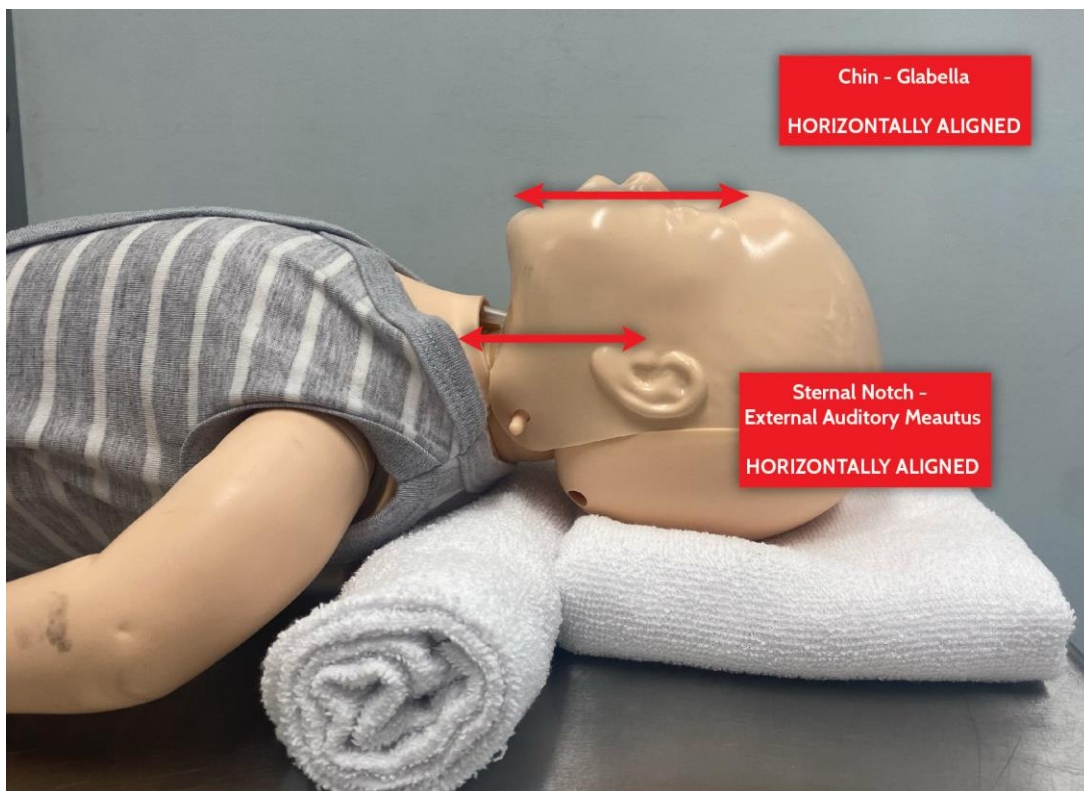 Chin - Glabella
HORIZONTALLY ALIGNED
Sternal Notch -
External Auditory Meautus
HORIZONTALLY ALIGNED